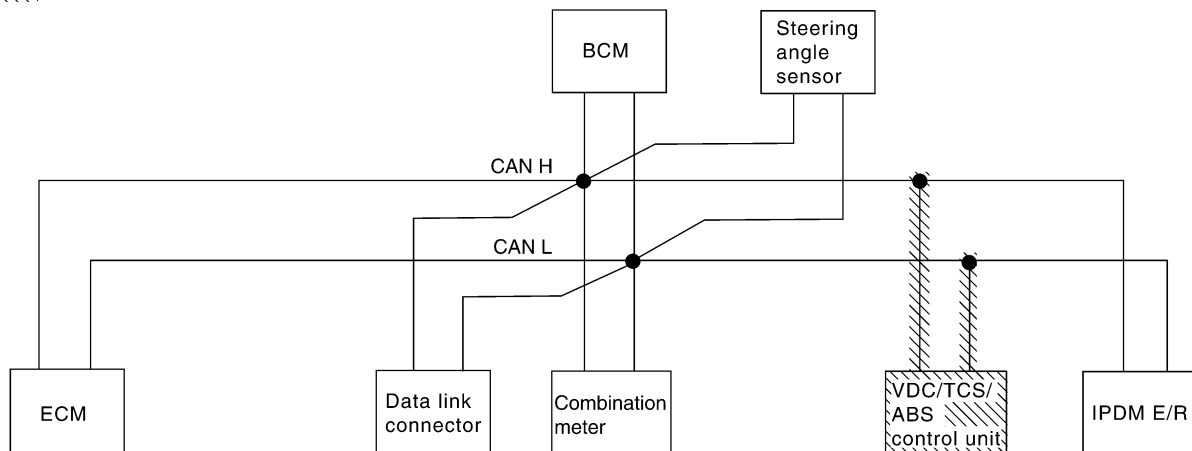 BCM
Steering
angle
sensor
CAN H
CAN L
ECM
Data link
connector
Combination
meter
VDC/TCS/
ABS
control unit
IPDM E/R